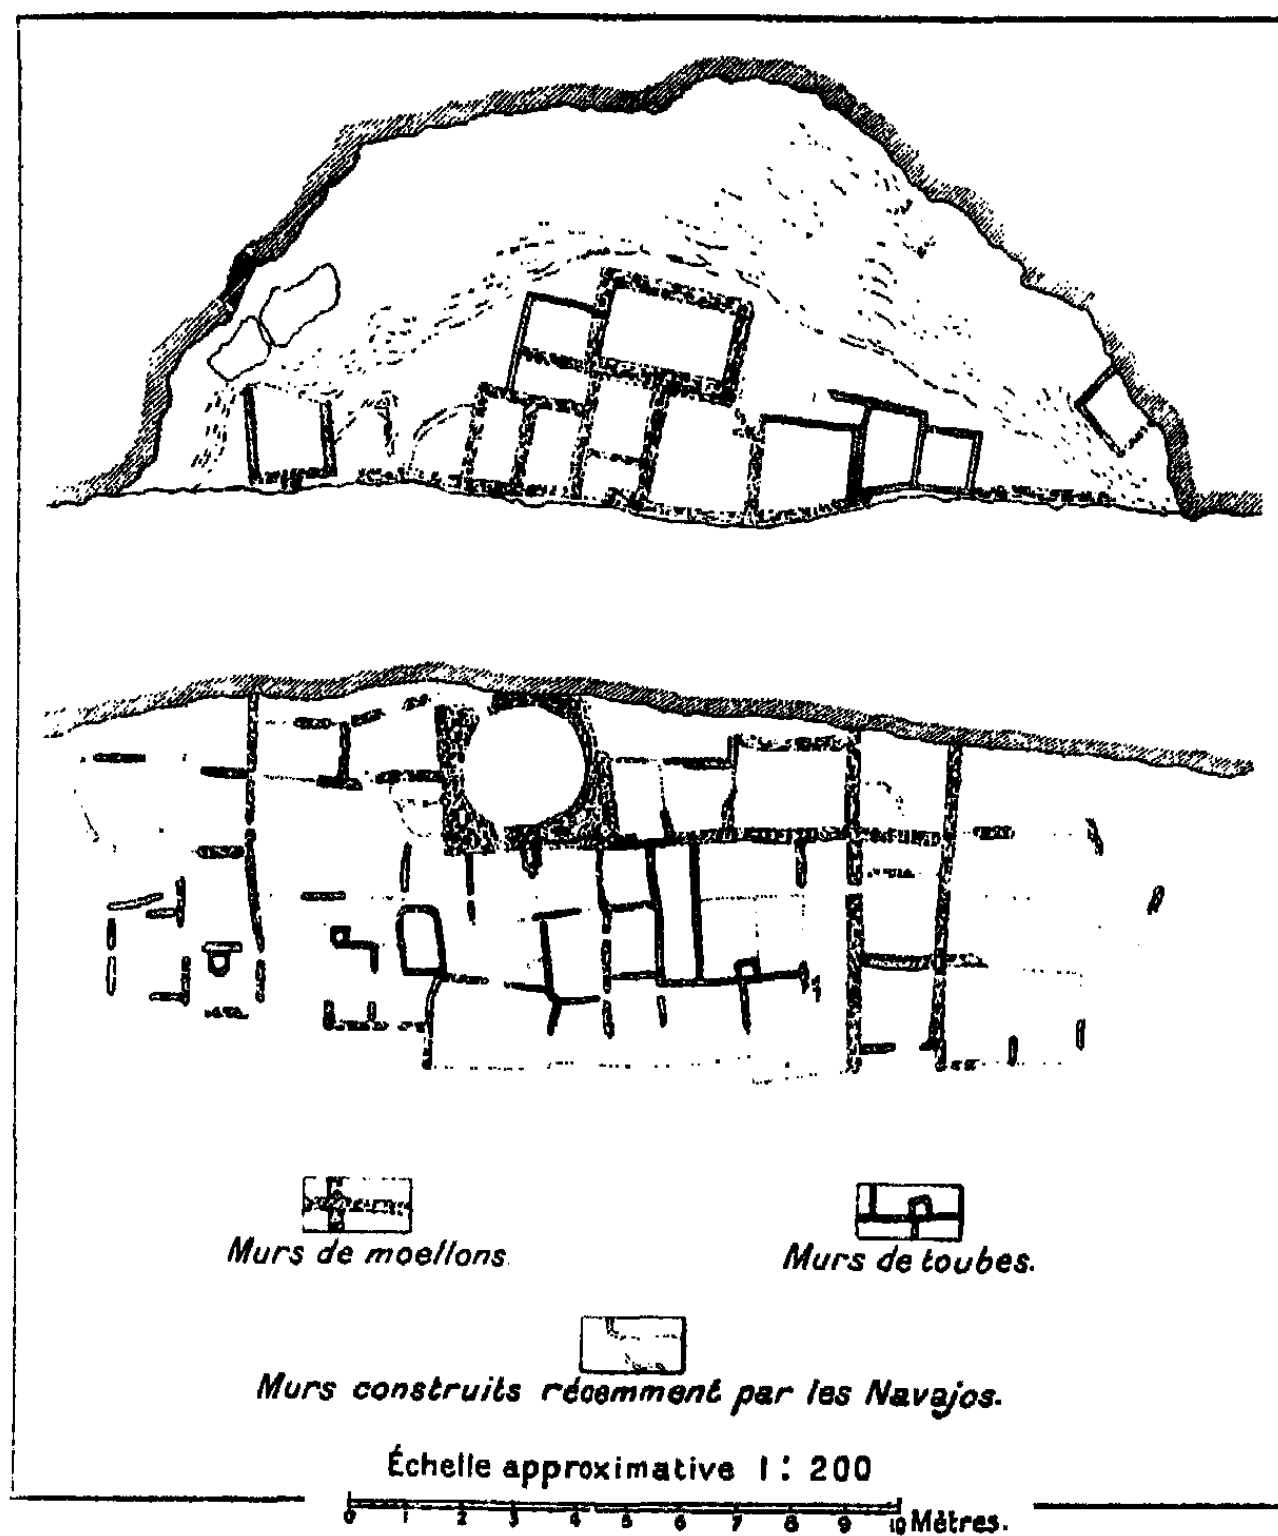 Murs de moellons.
Murs de toubes.
Murs construits récemment par les Navajos.
Échelle approximative 1 : 200
0 1 2 3 4 5 6 7 8 9 10 Mètres.